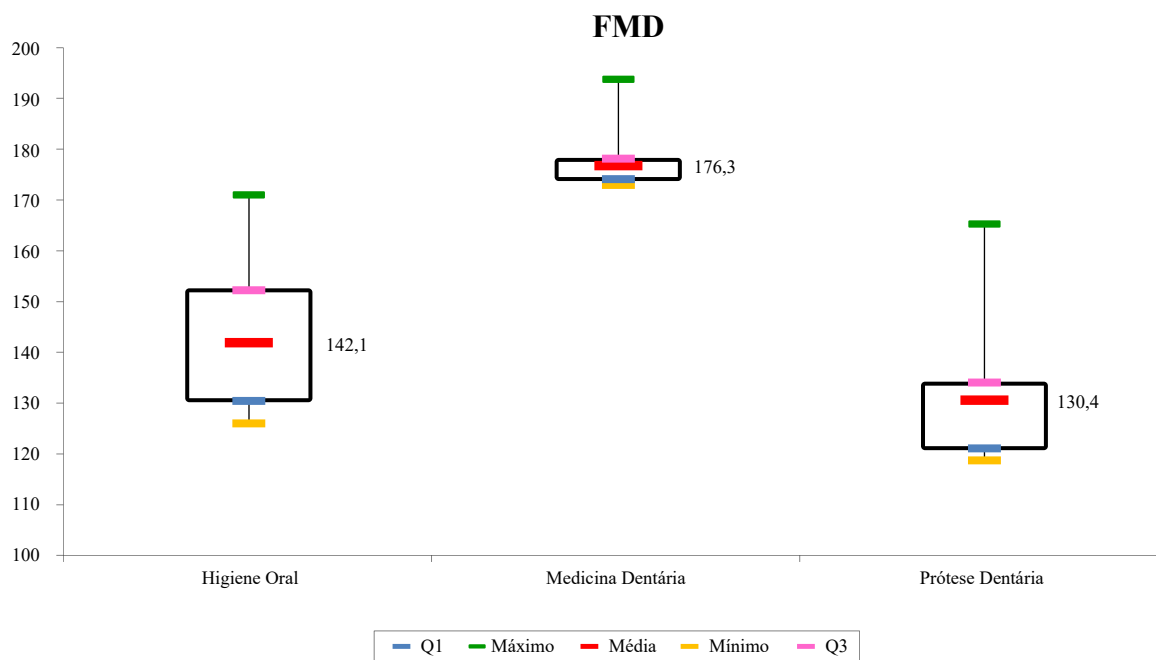 FMD
200
190
180
170
160
150
140
130
120
110
100
142,1
176,3
130,4
Higiene Oral
Medicina Dentária
Prótese Dentária
Q1 Máximo Média Mínimo Q3